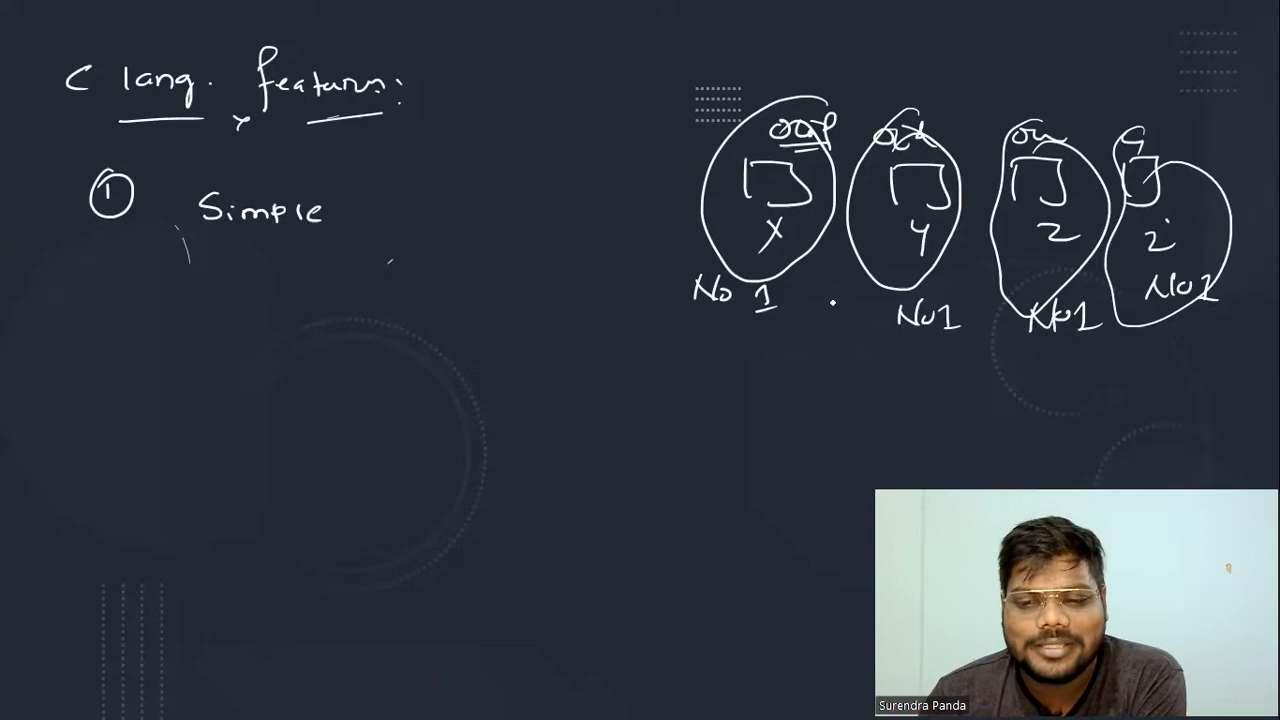 C lang. features:
① Simple
X Y Z Z
No 1 No1 No1 No1
Surendra Panda